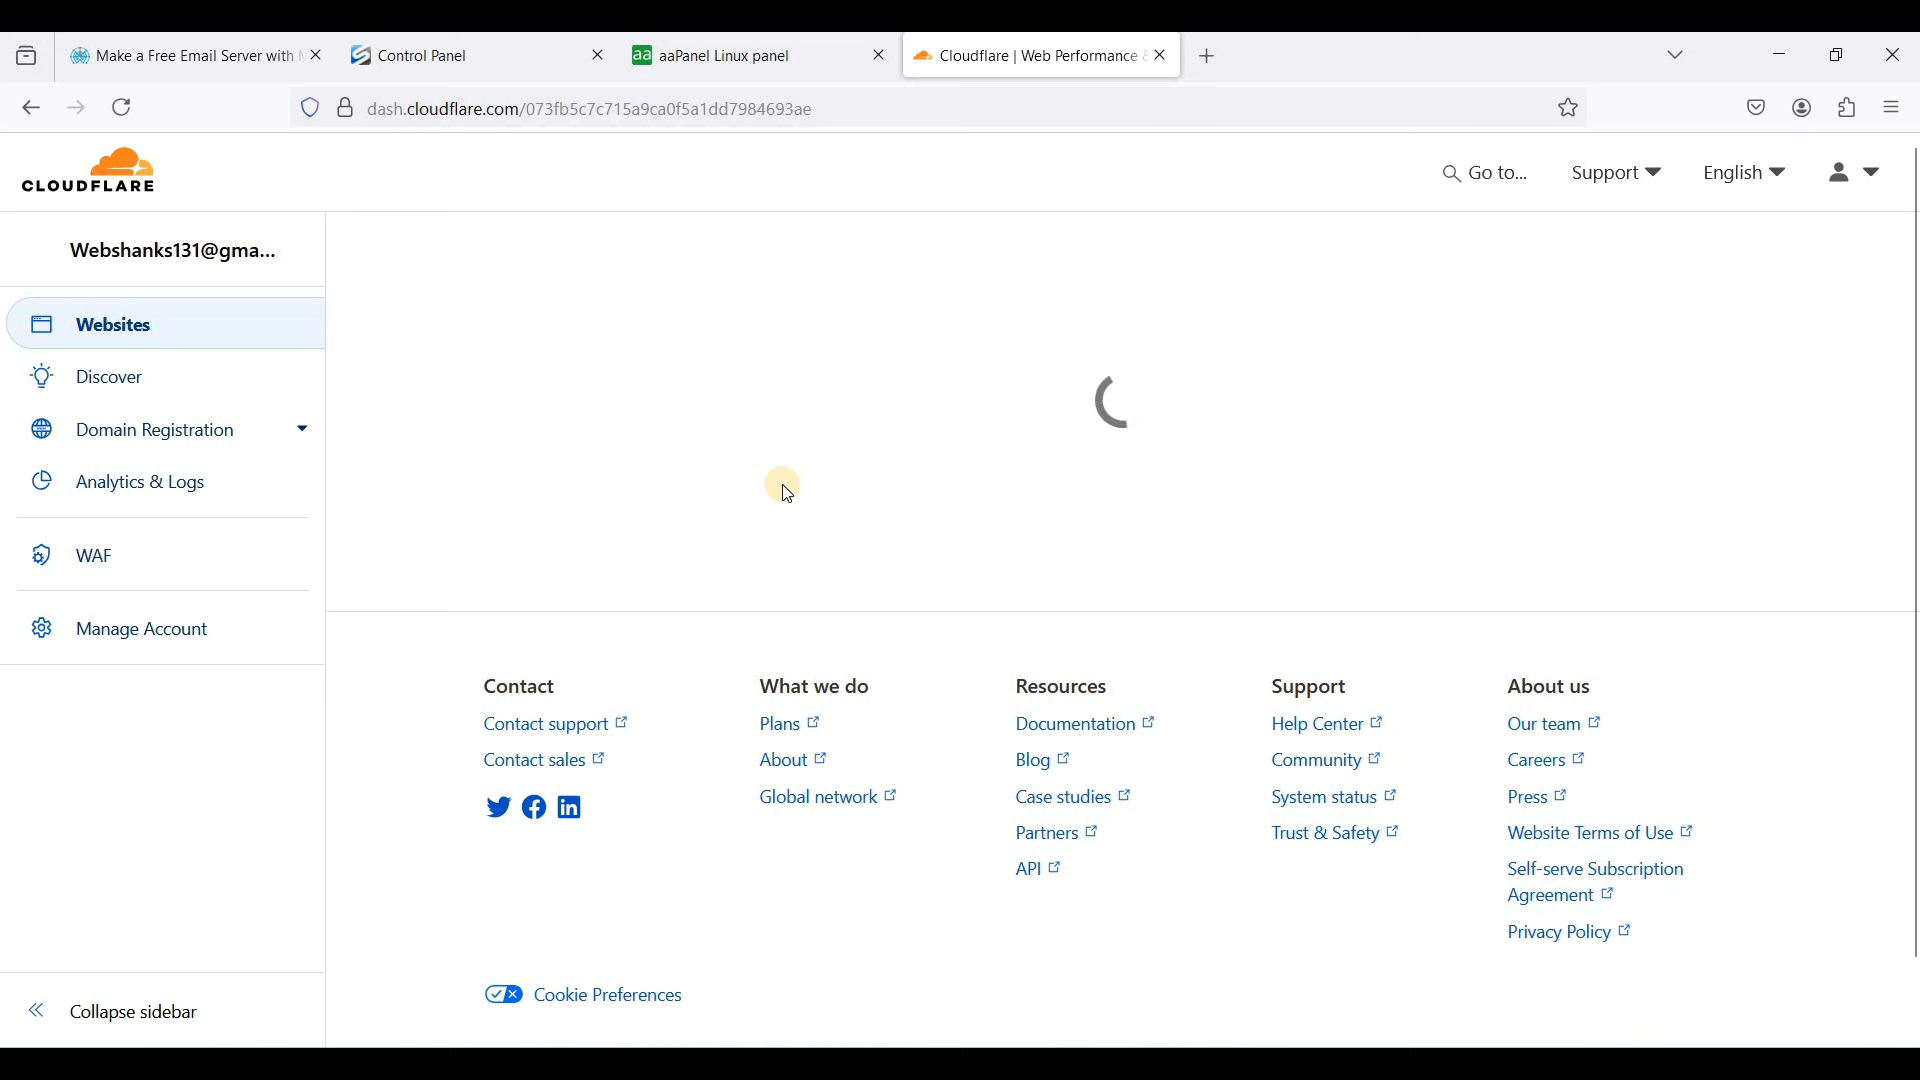 Make a Free Email Server with
Control Panel
aa aaPanel Linux panel
Cloudflare | Web Performance &
dash.cloudflare.com/073fb5c7c715a9ca0f5a1dd7984693ae
CLOUDFLARE
Go to...
Support
English
Webshanks131@gma...
Websites
Discover
Domain Registration
Analytics & Logs
WAF
Manage Account
Collapse sidebar
Contact
Contact support
Contact sales
What we do
Plans
About
Global network
Resources
Documentation
Blog
Case studies
Partners
API
Support
Help Center
Community
System status
Trust & Safety
About us
Our team
Careers
Press
Website Terms of Use
Self-serve Subscription
Agreement
Privacy Policy
Cookie Preferences